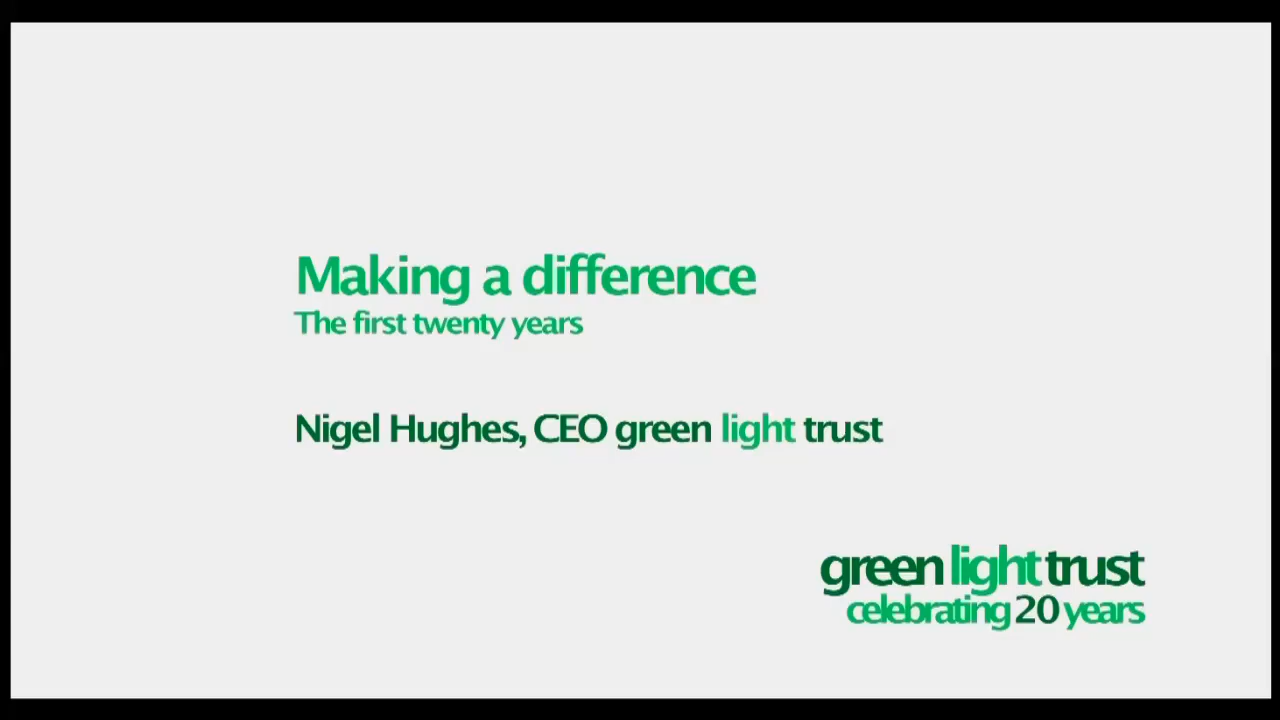 Making a difference
The first twenty years
Nigel Hughes, CEO green light trust
green light trust
celebrating 20 years